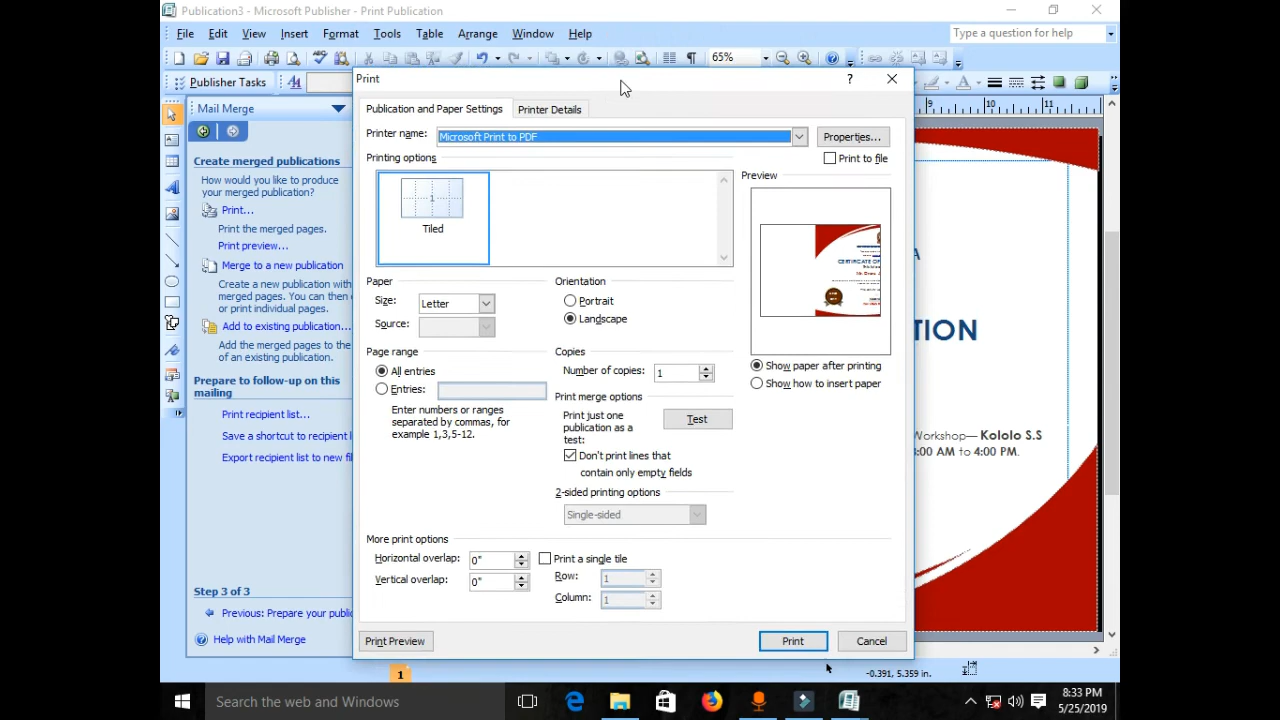 Publication3 - Microsoft Publisher - Print Publication
File Edit View Insert Format Tools Table Arrange Window Help
Type a question for help
65%
Publisher Tasks
Mail Merge
Create merged publications
How would you like to produce
your merged publication?
Print...
Print the merged pages.
Print preview...
Merge to a new publication
Create a new publication with
merged pages. You can then
or print individual pages.
Add to existing publication...
Add the merged pages to the
of an existing publication.
Prepare to follow-up on this
mailing
Print recipient list...
Save a shortcut to recipient l
Export recipient list to new fil
Step 3 of 3
Previous: Prepare your public
Help with Mail Merge
Print
Publication and Paper Settings
Printer Details
Printer name:
Microsoft Print to PDF
Properties...
Print to file
Printing options
1
Tiled
Preview
CERTIFICATE OF
Paper
Size:
Letter
Source:
Orientation
Portrait
Landscape
Page range
All entries
Entries:
Enter numbers or ranges
separated by commas, for
example 1,3,5-12.
Copies
Number of copies:
1
Show paper after printing
Show how to insert paper
Print merge options
Print just one
publication as a
test:
Test
Don't print lines that
contain only empty fields
2-sided printing options
Single-sided
More print options
Horizontal overlap:
0"
Vertical overlap:
0"
Print a single tile
Row:
1
Column:
1
Print Preview
Print
Cancel
9 10 11
A
TION
Workshop— Kololo S.S
:00 AM to 4:00 PM.
1
-0.391, 5.359 in.
Search the web and Windows
8:33 PM
5/25/2019